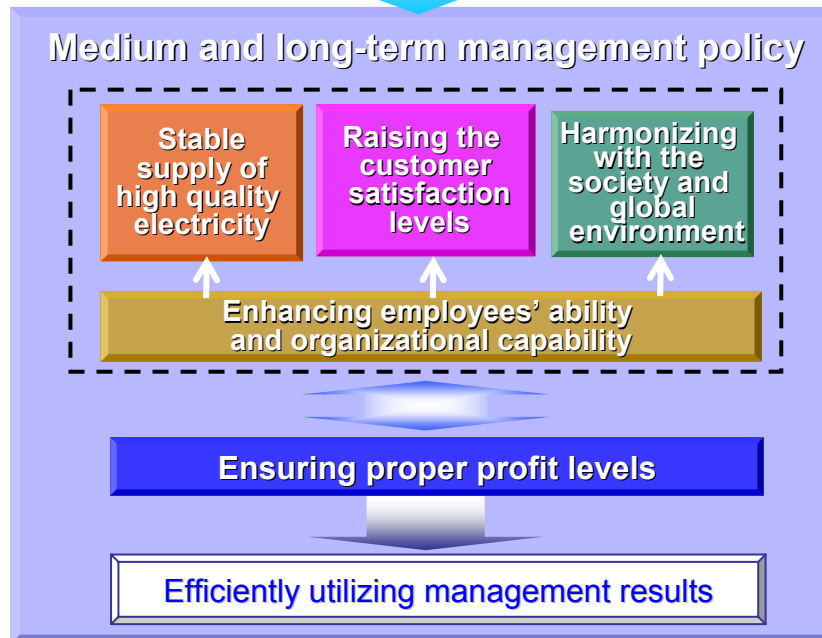 Medium and long-term management policy
Stable
supply of
high quality
electricity
Raising the
customer
satisfaction
levels
Harmonizing
with the
society and
global
environment
Enhancing employees’ ability
and organizational capability
Ensuring proper profit levels
Efficiently utilizing management results